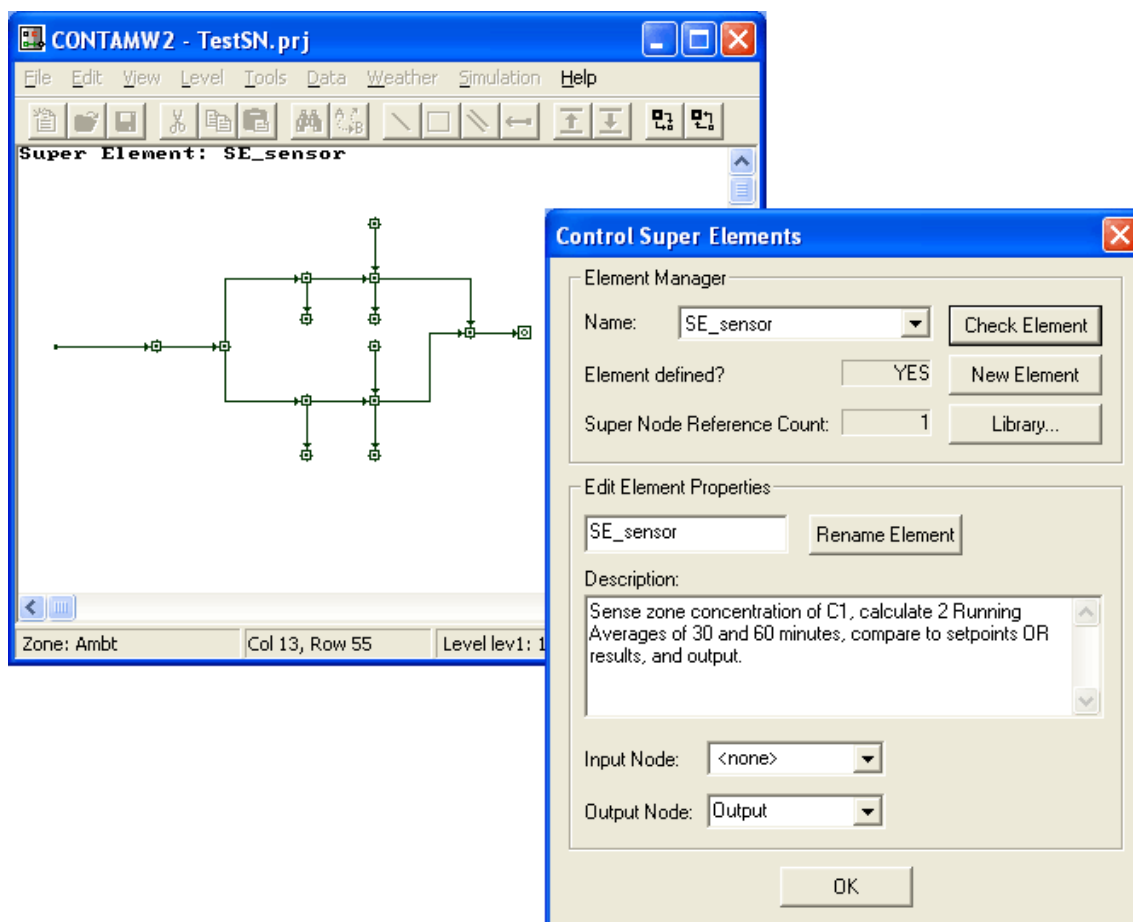 CONTAMW2 - TestSN.prj
File Edit View Level Tools Data Weather Simulation Help
A B
Super Element: SE_sensor
Zone: Ambt
Col 13, Row 55
Level lev1: 1
Control Super Elements
Element Manager
Name: SE_sensor Check Element
Element defined? YES New Element
Super Node Reference Count: 1 Library...
Edit Element Properties
SE_sensor Rename Element
Description:
Sense zone concentration of C1, calculate 2 Running
Averages of 30 and 60 minutes, compare to setpoints OR
results, and output.
Input Node: <none>
Output Node: Output
OK